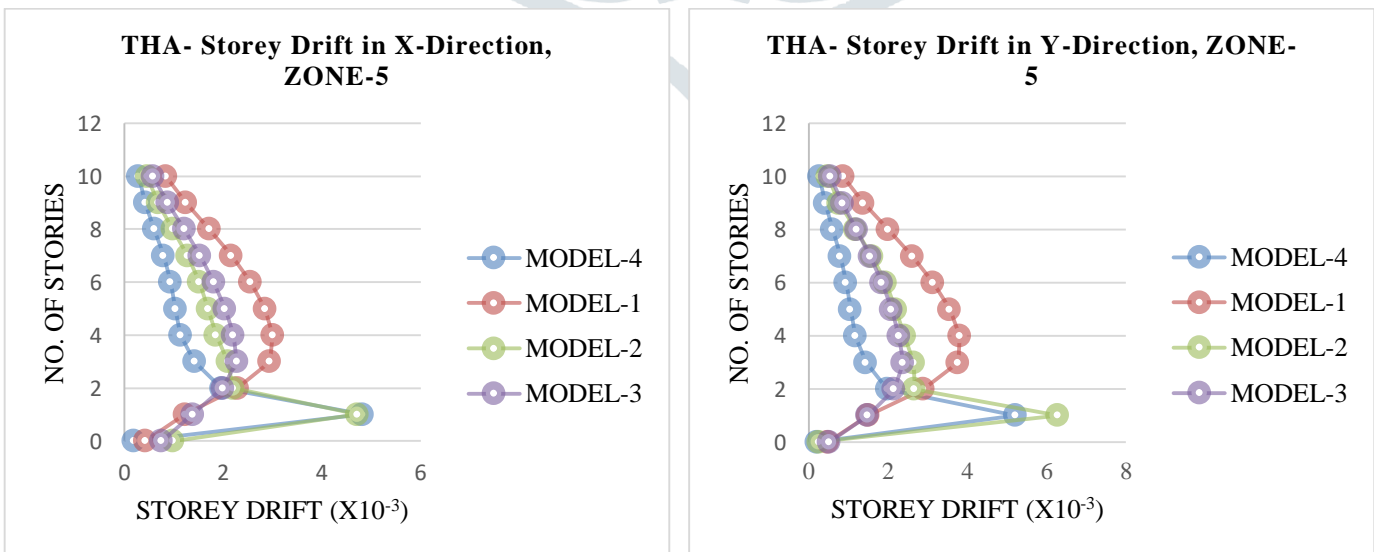 THA- Storey Drift in X-Direction,
ZONE-5
12
10
8
6
4
2
0
NO. OF STORIES
0 2 4 6
STOREY DRIFT (X10-3)
MODEL-4
MODEL-1
MODEL-2
MODEL-3
THA- Storey Drift in Y-Direction, ZONE-
5
12
10
8
6
4
2
0
NO. OF STORIES
0 2 4 6 8
STOREY DRIFT (X10-3)
MODEL-4
MODEL-1
MODEL-2
MODEL-3